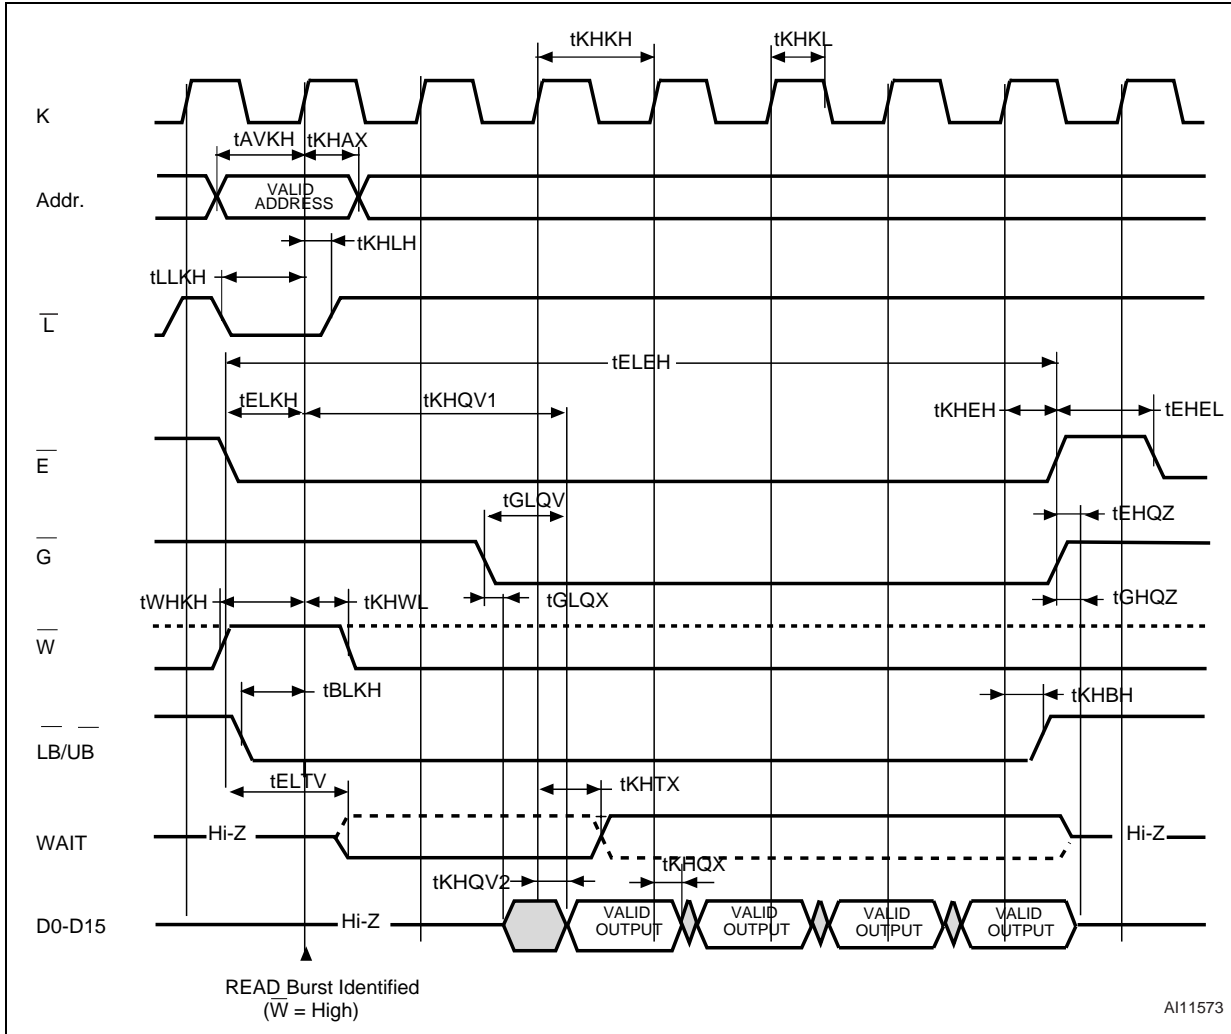 tKHKH
tKHKL
K
tAVKH
tKHAX
Addr.
VALID
ADDRESS
tKHLH
tLLKH
L
tELEH
tELKH
tKHQV1
tKHEH
tEHEL
E
tGLQV
tEHQZ
G
tWHKH
tKHWL
tGLQX
tGHQZ
W
tBLKH
tKHBH
LB/UB
tELTV
tKHTX
WAIT
Hi-Z
Hi-Z
tKHQV2
tKHQX
D0-D15
Hi-Z
VALID
OUTPUT
VALID
OUTPUT
VALID
OUTPUT
VALID
OUTPUT
READ Burst Identified
(W = High)
AI11573